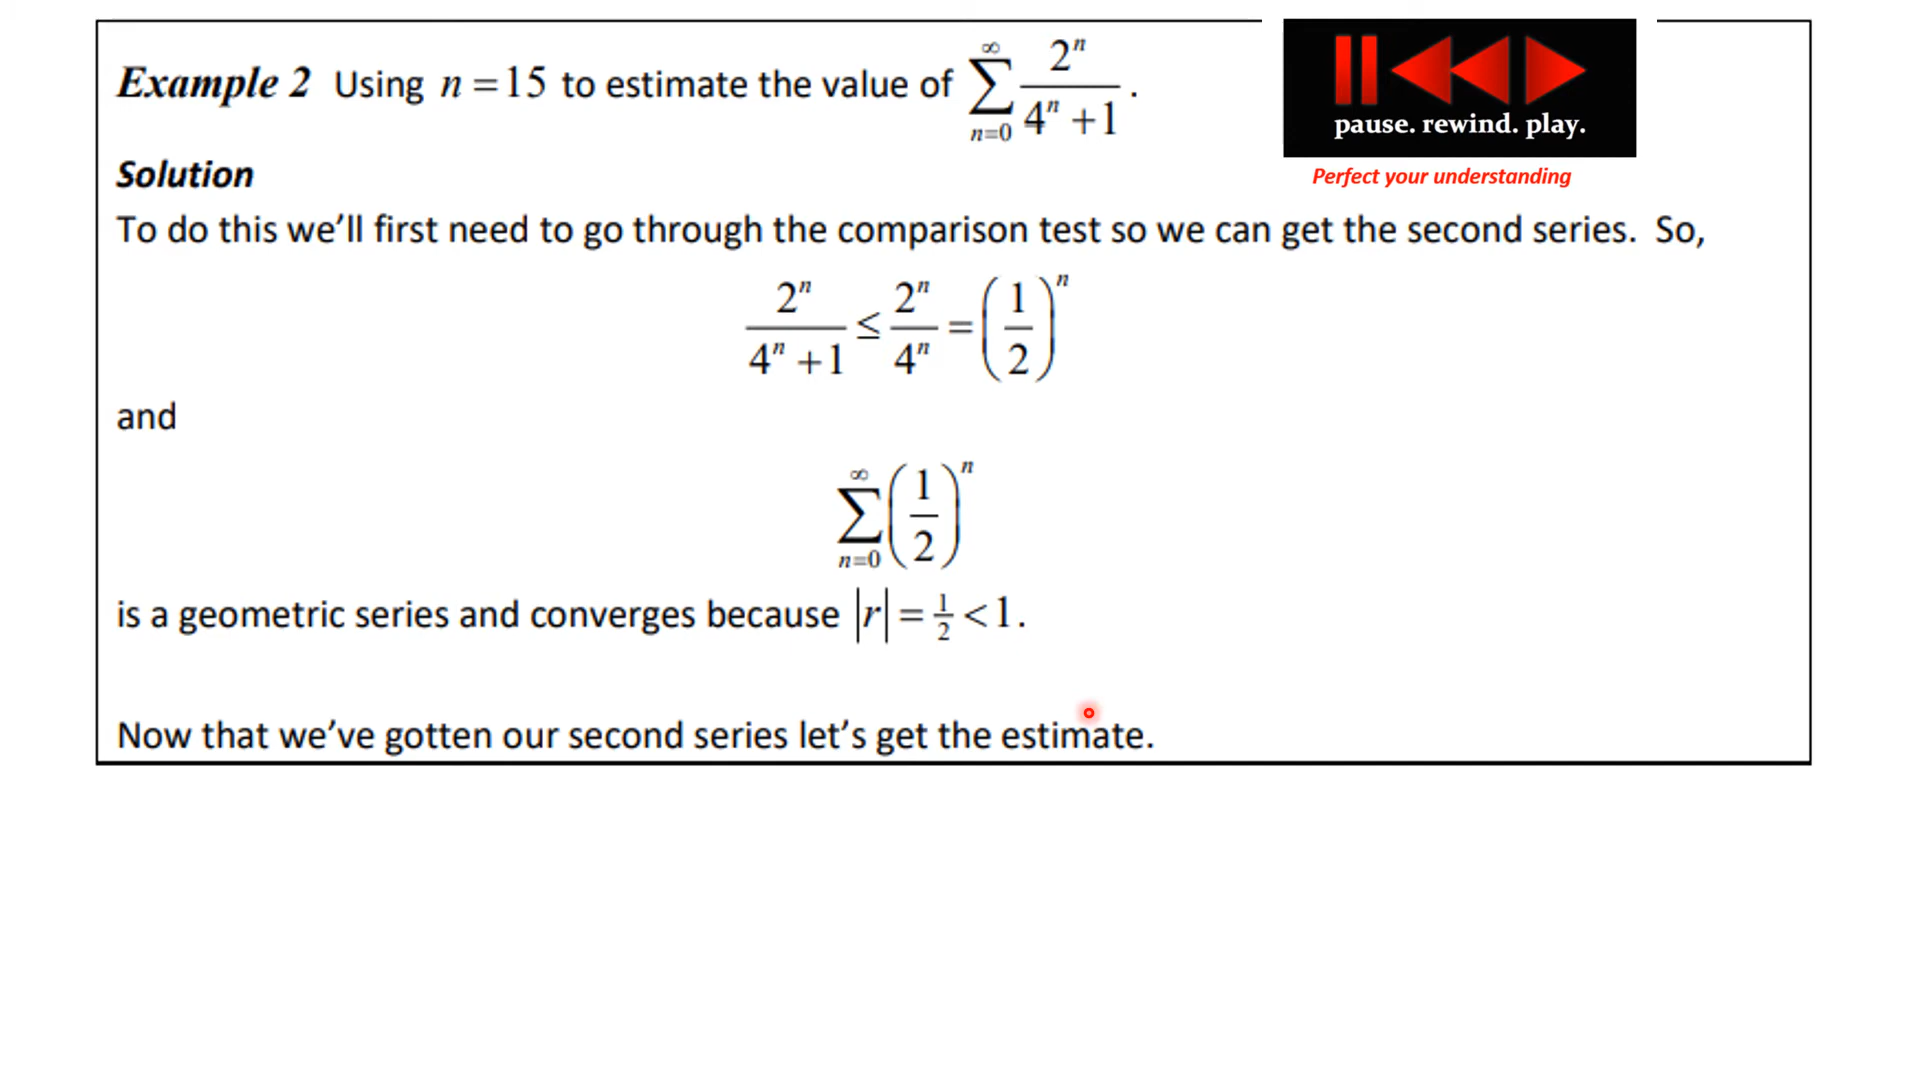 Example 2 Using n = 15 to estimate the value of ∑_{n=0}^{∞} 2^n/(4^n + 1).
pause. rewind. play.
Perfect your understanding
Solution
To do this we'll first need to go through the comparison test so we can get the second series. So,
2^n/(4^n + 1) ≤ 2^n/4^n = (1/2)^n
and
∑_{n=0}^{∞} (1/2)^n
is a geometric series and converges because |r| = 1/2 < 1.
Now that we've gotten our second series let's get the estimate.